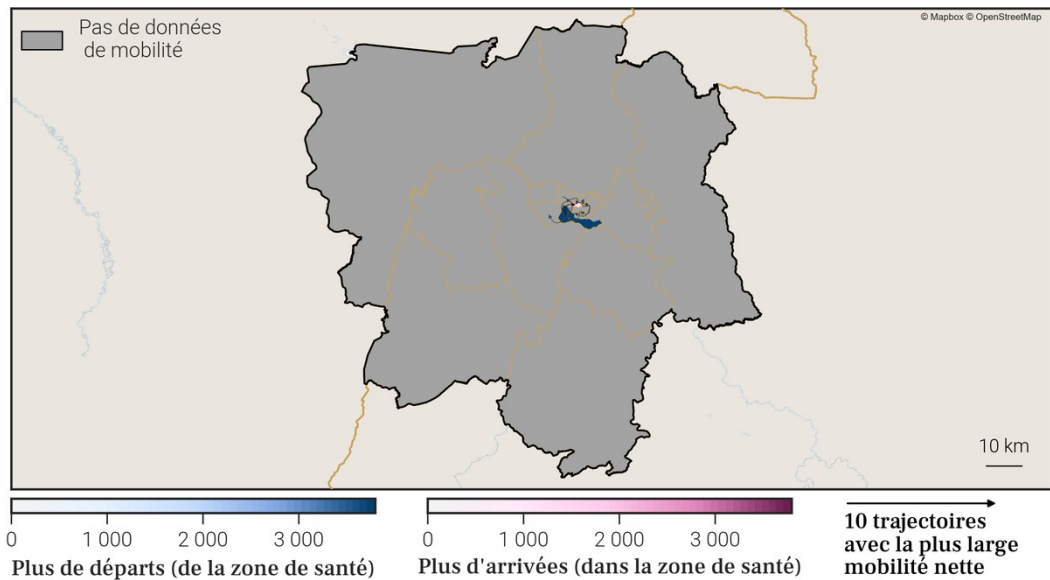 Pas de données
de mobilité
© Mapbox © OpenStreetMap
10 km
0 1 000 2 000 3 000
Plus de départs (de la zone de santé)
0 1 000 2 000 3 000
Plus d'arrivées (dans la zone de santé)
10 trajectoires
avec la plus large
mobilité nette